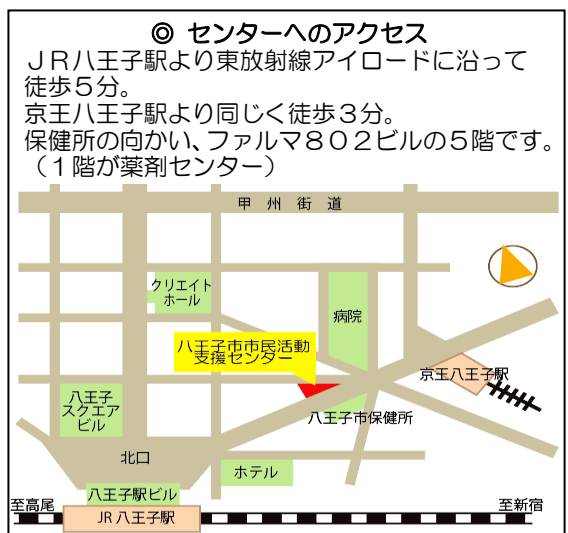 ◎ センターへのアクセス
ＪＲ八王子駅より東放射線アイロードに沿って
徒歩５分。
京王八王子駅より同じく徒歩３分。
保健所の向かい、ファルマ８０２ビルの５階です。
（１階が薬剤センター）
甲州街道
クリエイト
ホール
病院
八王子市市民活動
支援センター
京王八王子駅
八王子
スクエア
ビル
八王子市保健所
北口
ホテル
八王子駅ビル
至高尾
至新宿
JR 八王子駅